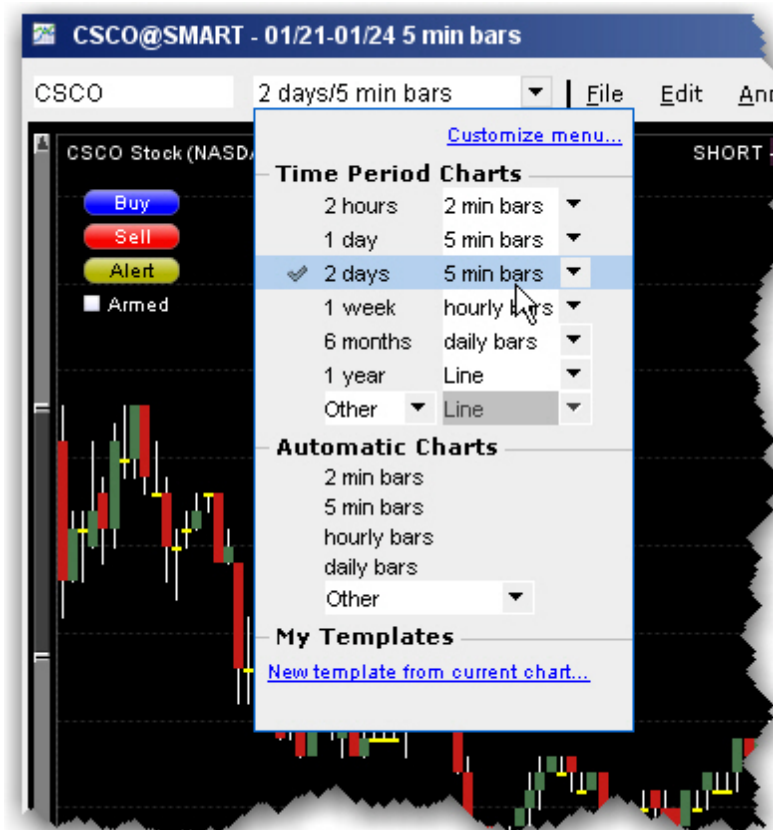 CSCO@SMART - 01/21-01/24 5 min bars
CSCO 2 days/5 min bars File Edit
Customize menu...
CSCO Stock (NASD SHORT
Time Period Charts
Buy
2 hours 2 min bars
Sell
1 day 5 min bars
Alert
2 days 5 min bars
Armed
1 week hourly bars
6 months daily bars
1 year Line
Other Line
Automatic Charts
2 min bars
5 min bars
hourly bars
daily bars
Other
My Templates
New template from current chart...